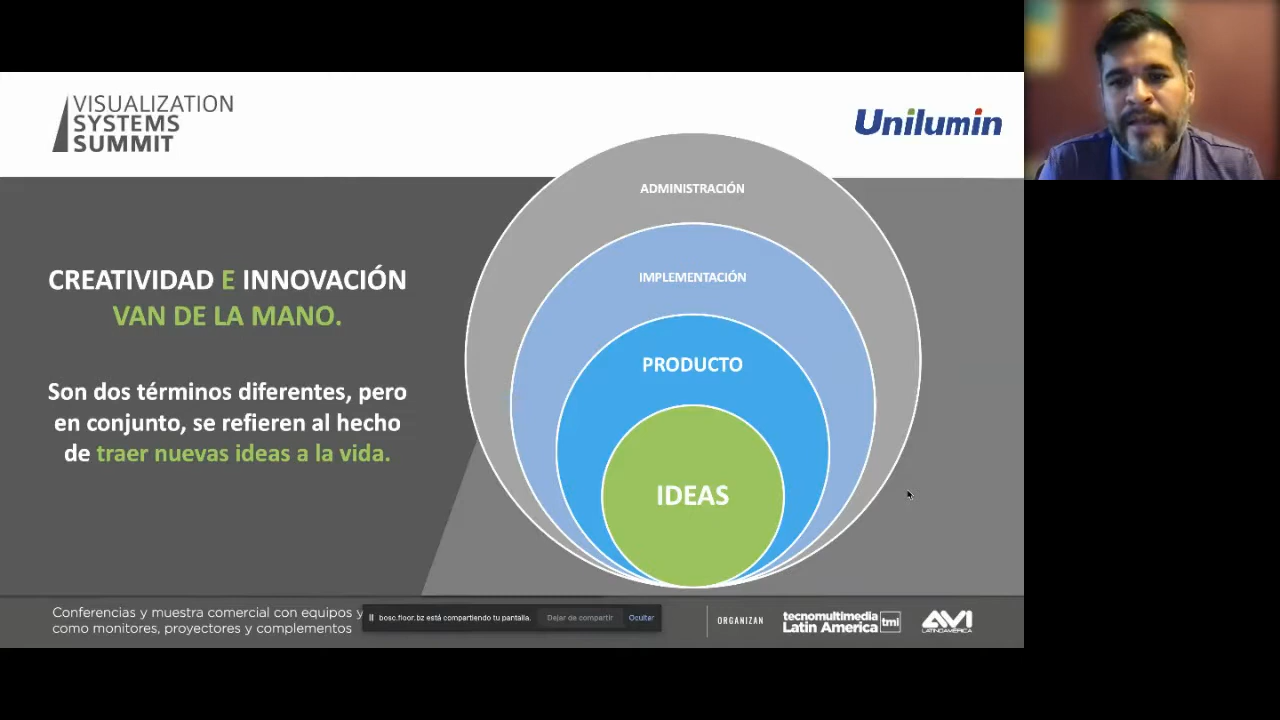 VISUALIZATION
SYSTEMS
SUMMIT
Unilumin
CREATIVIDAD E INNOVACIÓN
VAN DE LA MANO.
Son dos términos diferentes, pero
en conjunto, se refieren al hecho
de traer nuevas ideas a la vida.
ADMINISTRACIÓN
IMPLEMENTACIÓN
PRODUCTO
IDEAS
Conferencias y muestra comercial con equipos y
como monitores, proyectores y complementos
bosc.floor.bz está compartiendo tu pantalla.
Dejar de compartir
Ocultar
ORGANIZAN
tecnomultimedia
Latin America tmi
AVI
LATINOAMÉRICA